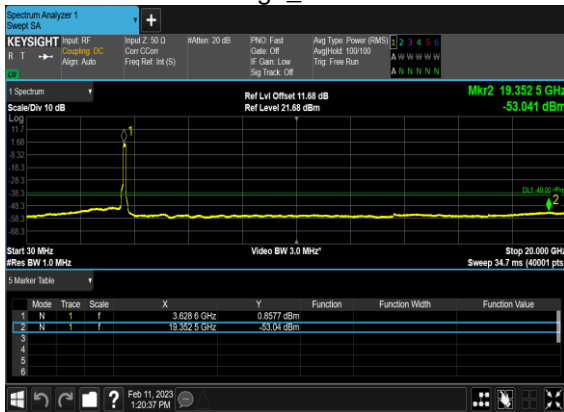 Spectrum Analyzer 1
Swept SA
KEYSIGHT Input: RF Input Z: 50 Ω #Atten: 20 dB PNO: Fast Avg Type: Power (RMS) 1 2 3 4 5 6
R T Coupling: DC Corr CCorr Gate: Off Avg|Hold: 100/100 A W W W W W
Align: Auto Freq Ref: Int (S) IF Gain: Low Trig: Free Run
Sig Track: Off A N N N N N
1 Spectrum Ref Lvl Offset 11.68 dB Mkr2 19.352 5 GHz
Scale/Div 10 dB Ref Level 21.68 dBm -53.041 dBm
Log
11.7
1
1.68
-8.32
-18.3
-28.3
-38.3
DL1 -40.00 dBm
-48.3
2
-58.3
-68.3
Start 30 MHz Video BW 3.0 MHz* Stop 20.000 GHz
#Res BW 1.0 MHz Sweep 34.7 ms (40001 pts)
5 Marker Table
Mode Trace Scale X Y Function Function Width Function Value
1 N 1 f 3.628 6 GHz 0.8577 dBm
2 N 1 f 19.352 5 GHz -53.04 dBm
3
4
5
6
? Feb 11, 2023
1:20:37 PM